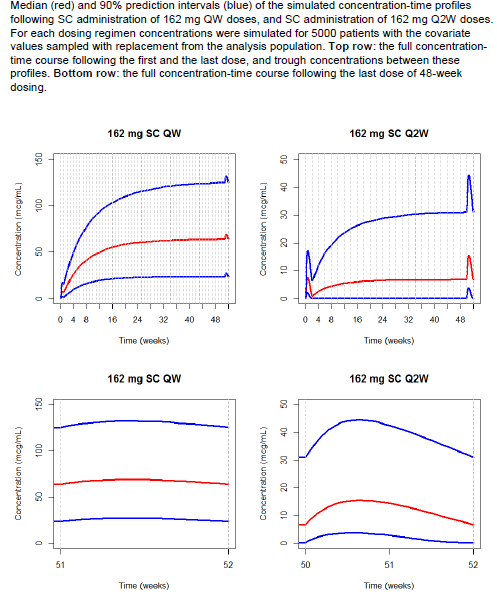 Median (red) and 90% prediction intervals (blue) of the simulated concentration-time profiles
following SC administration of 162 mg QW doses, and SC administration of 162 mg Q2W doses.
For each dosing regimen concentrations were simulated for 5000 patients with the covariate
values sampled with replacement from the analysis population. Top row: the full concentration-
time course following the first and the last dose, and trough concentrations between these
profiles. Bottom row: the full concentration-time course following the last dose of 48-week
dosing.
162 mg SC QW
Concentration (mcg/mL)
150
100
50
0
0 4 8 16 24 32 40 48
Time (weeks)
162 mg SC Q2W
Concentration (mcg/mL)
50
40
30
20
10
0
0 4 8 16 24 32 40 48
Time (weeks)
162 mg SC QW
Concentration (mcg/mL)
150
100
50
0
51 52
Time (weeks)
162 mg SC Q2W
Concentration (mcg/mL)
50
40
30
20
10
0
50 51 52
Time (weeks)